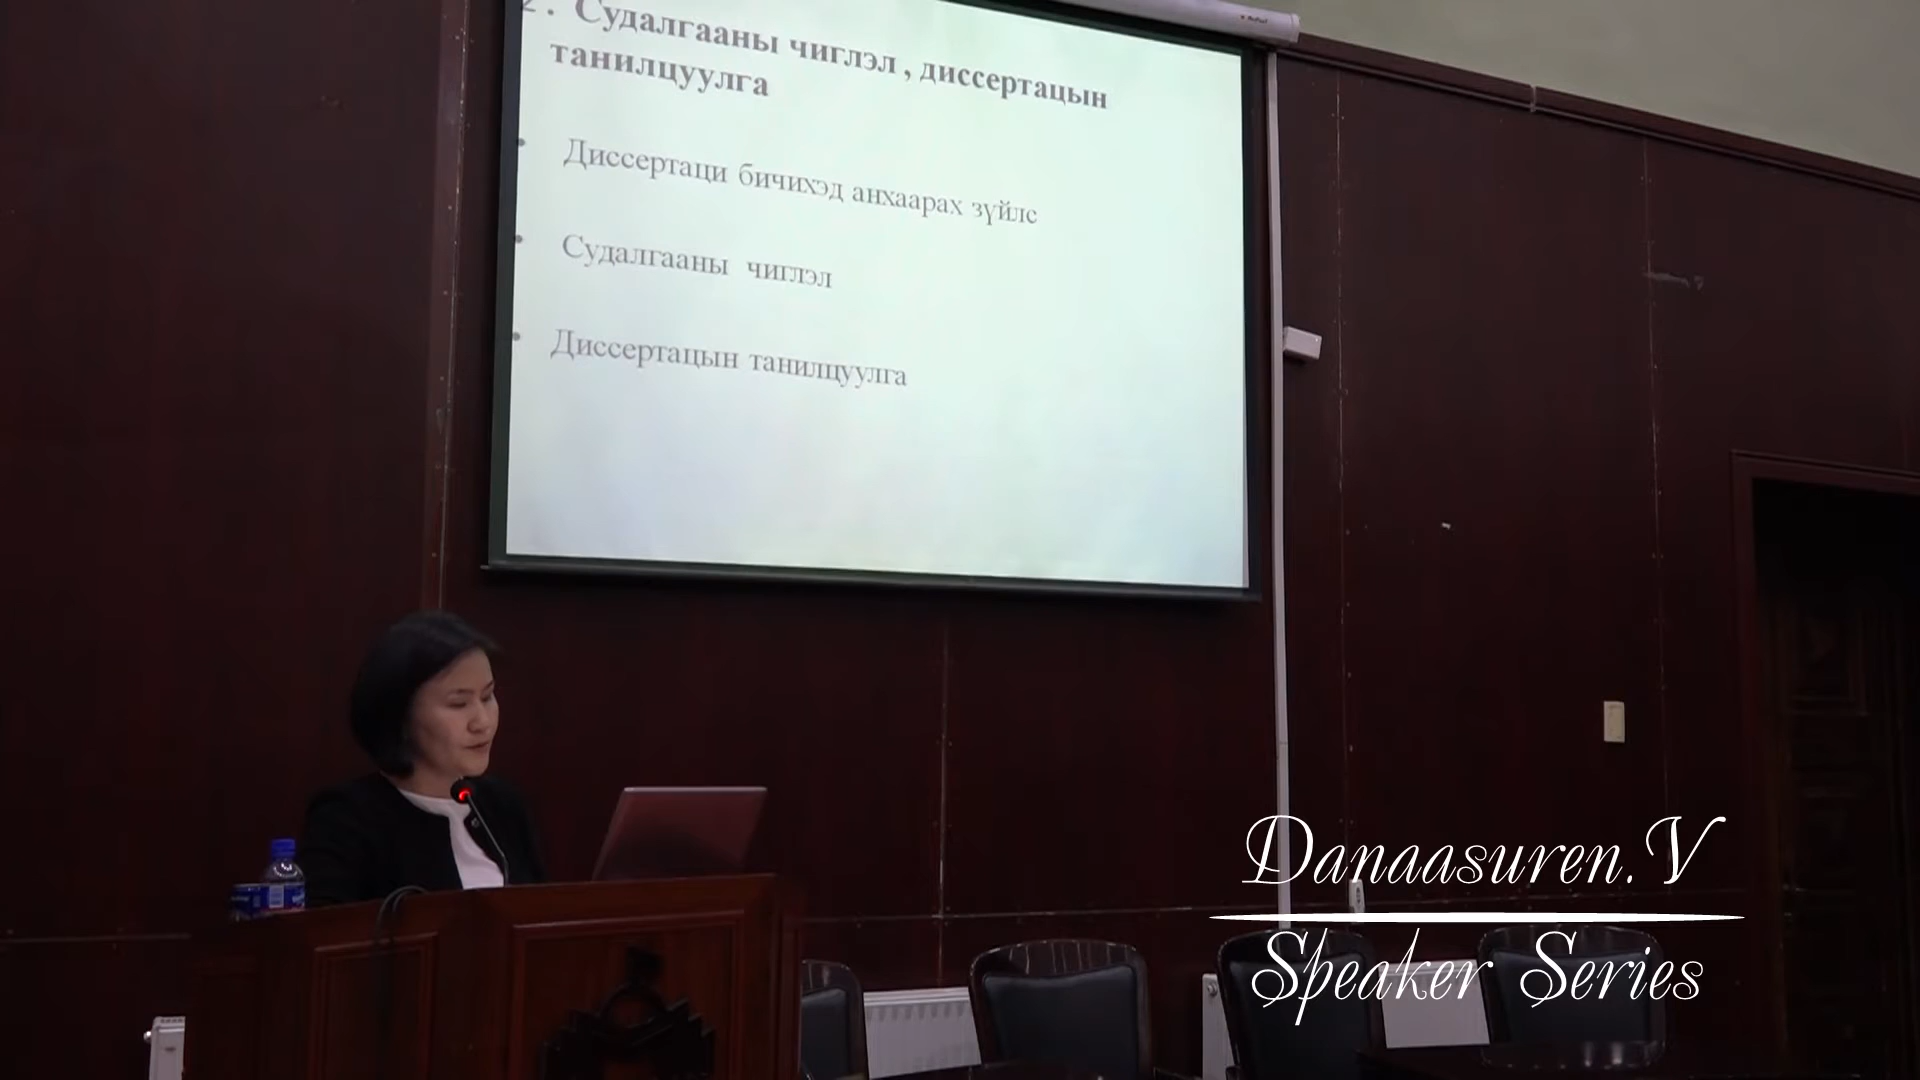 2 . Судалгааны чиглэл , диссертацын
танилцуулга
• Диссертаци бичихэд анхаарах зүйлс
• Судалгааны чиглэл
• Диссертацын танилцуулга
Danaasuren.V
Speaker Series